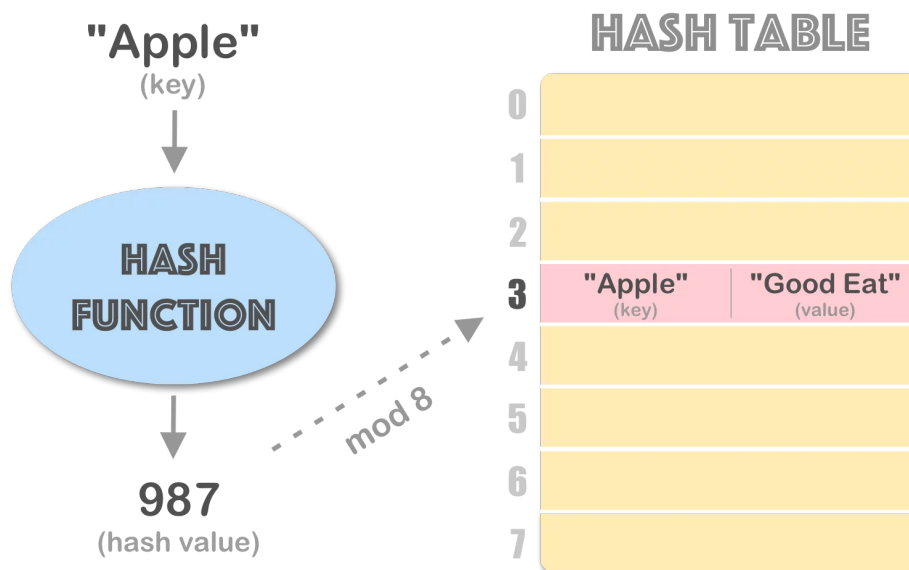 "Apple"
(key)
HASH
FUNCTION
987
(hash value)
mod 8
HASH TABLE
0
1
2
3 "Apple" "Good Eat"
(key) (value)
4
5
6
7